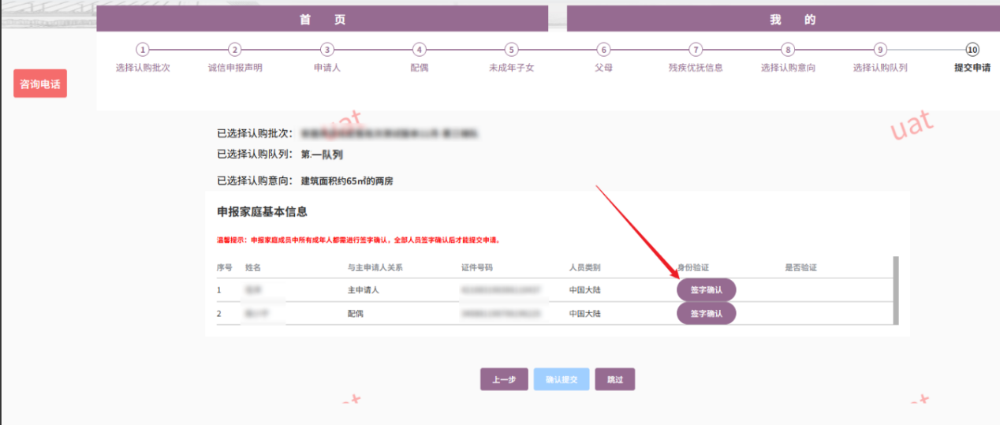 首 页
我 的
1 2 3 4 5 6 7 8 9 10
选择认购批次 诚信申报声明 申请人 配偶 未成年子女 父母 残疾优抚信息 选择认购意向 选择认购队列 提交申请
咨询电话
uat
uat
已选择认购批次：
已选择认购队列： 第一队列
已选择认购意向： 建筑面积约65㎡的两房
申报家庭基本信息
温馨提示：申报家庭成员中所有成年人都需进行签字确认，全部人员签字确认后才能提交申请。
序号 姓名 与主申请人关系 证件号码 人员类别 身份验证 是否验证
1 主申请人 中国大陆 签字确认
2 配偶 中国大陆 签字确认
上一步 确认提交 跳过